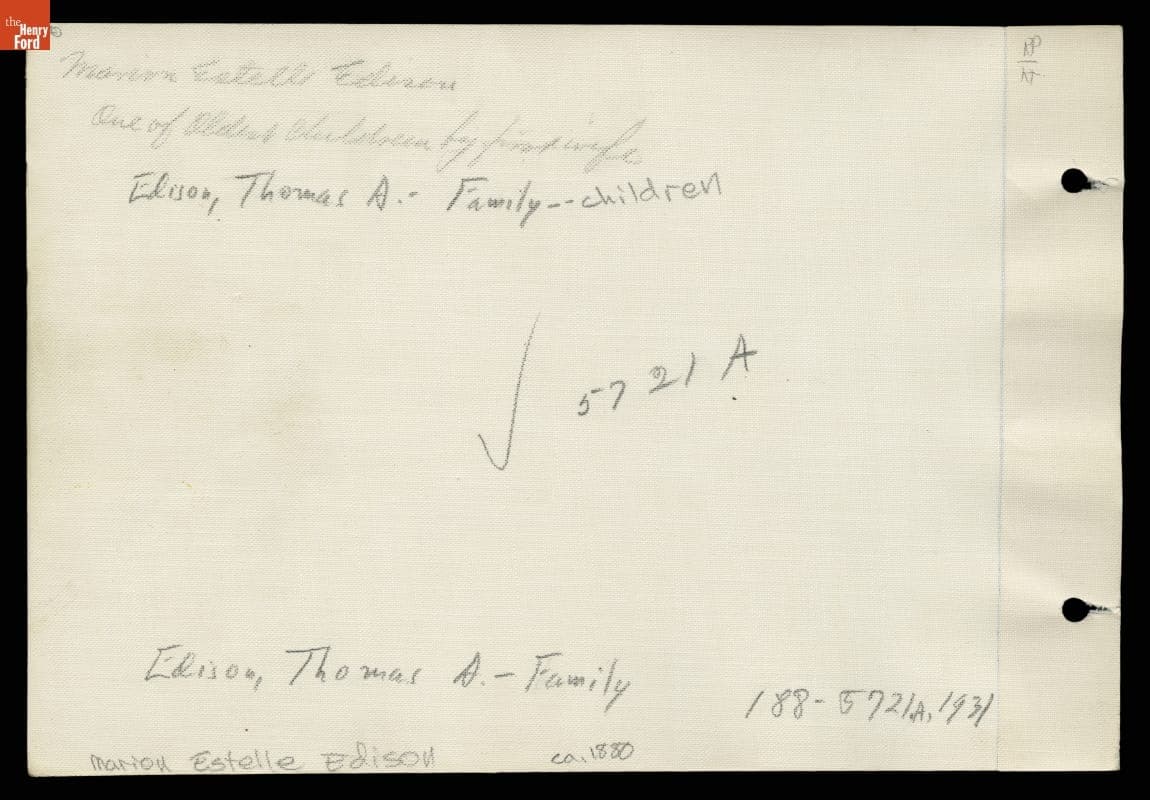 the Henry Ford
Marion Estelle Edison
One of Oldest Children by first wife
Edison, Thomas A.- Family--children
5721 A
Edison, Thomas A.- Family
188- 5721A, 1931
Marion Estelle Edison ca. 1880